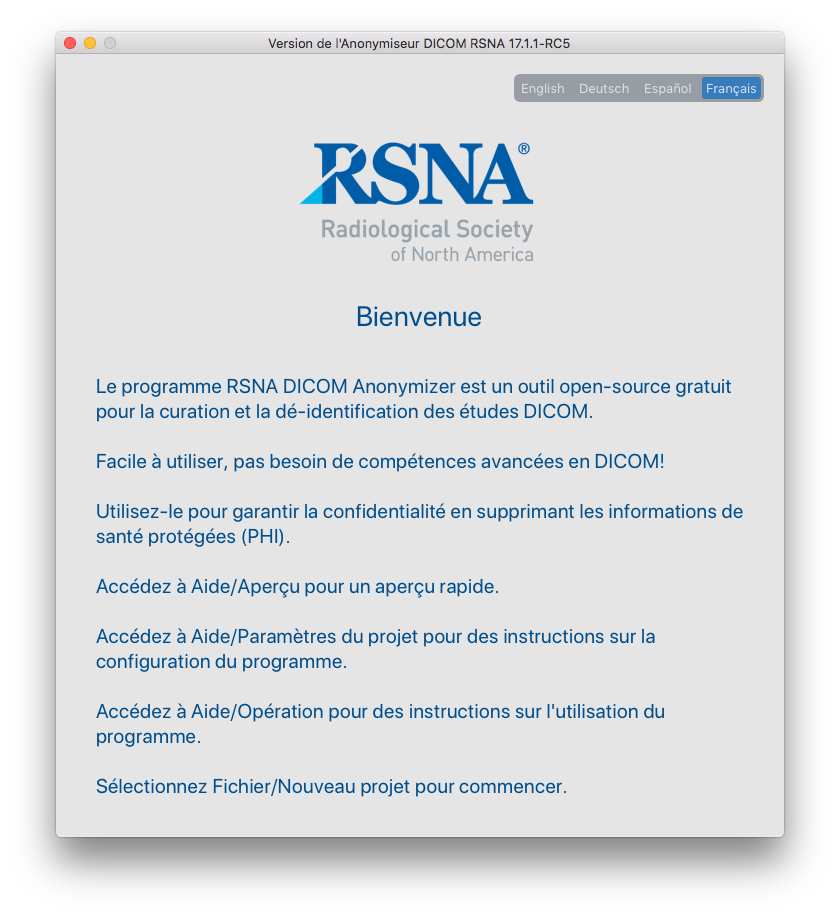 Version de l'Anonymiseur DICOM RSNA 17.1.1-RC5
English Deutsch Español Français
RSNA®
Radiological Society
of North America
Bienvenue
Le programme RSNA DICOM Anonymizer est un outil open-source gratuit
pour la curation et la dé-identification des études DICOM.
Facile à utiliser, pas besoin de compétences avancées en DICOM!
Utilisez-le pour garantir la confidentialité en supprimant les informations de
santé protégées (PHI).
Accédez à Aide/Aperçu pour un aperçu rapide.
Accédez à Aide/Paramètres du projet pour des instructions sur la
configuration du programme.
Accédez à Aide/Opération pour des instructions sur l'utilisation du
programme.
Sélectionnez Fichier/Nouveau projet pour commencer.